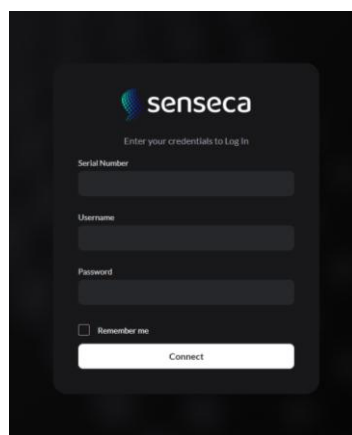 senseca
Enter your credentials to Log In
Serial Number
Username
Password
Remember me
Connect